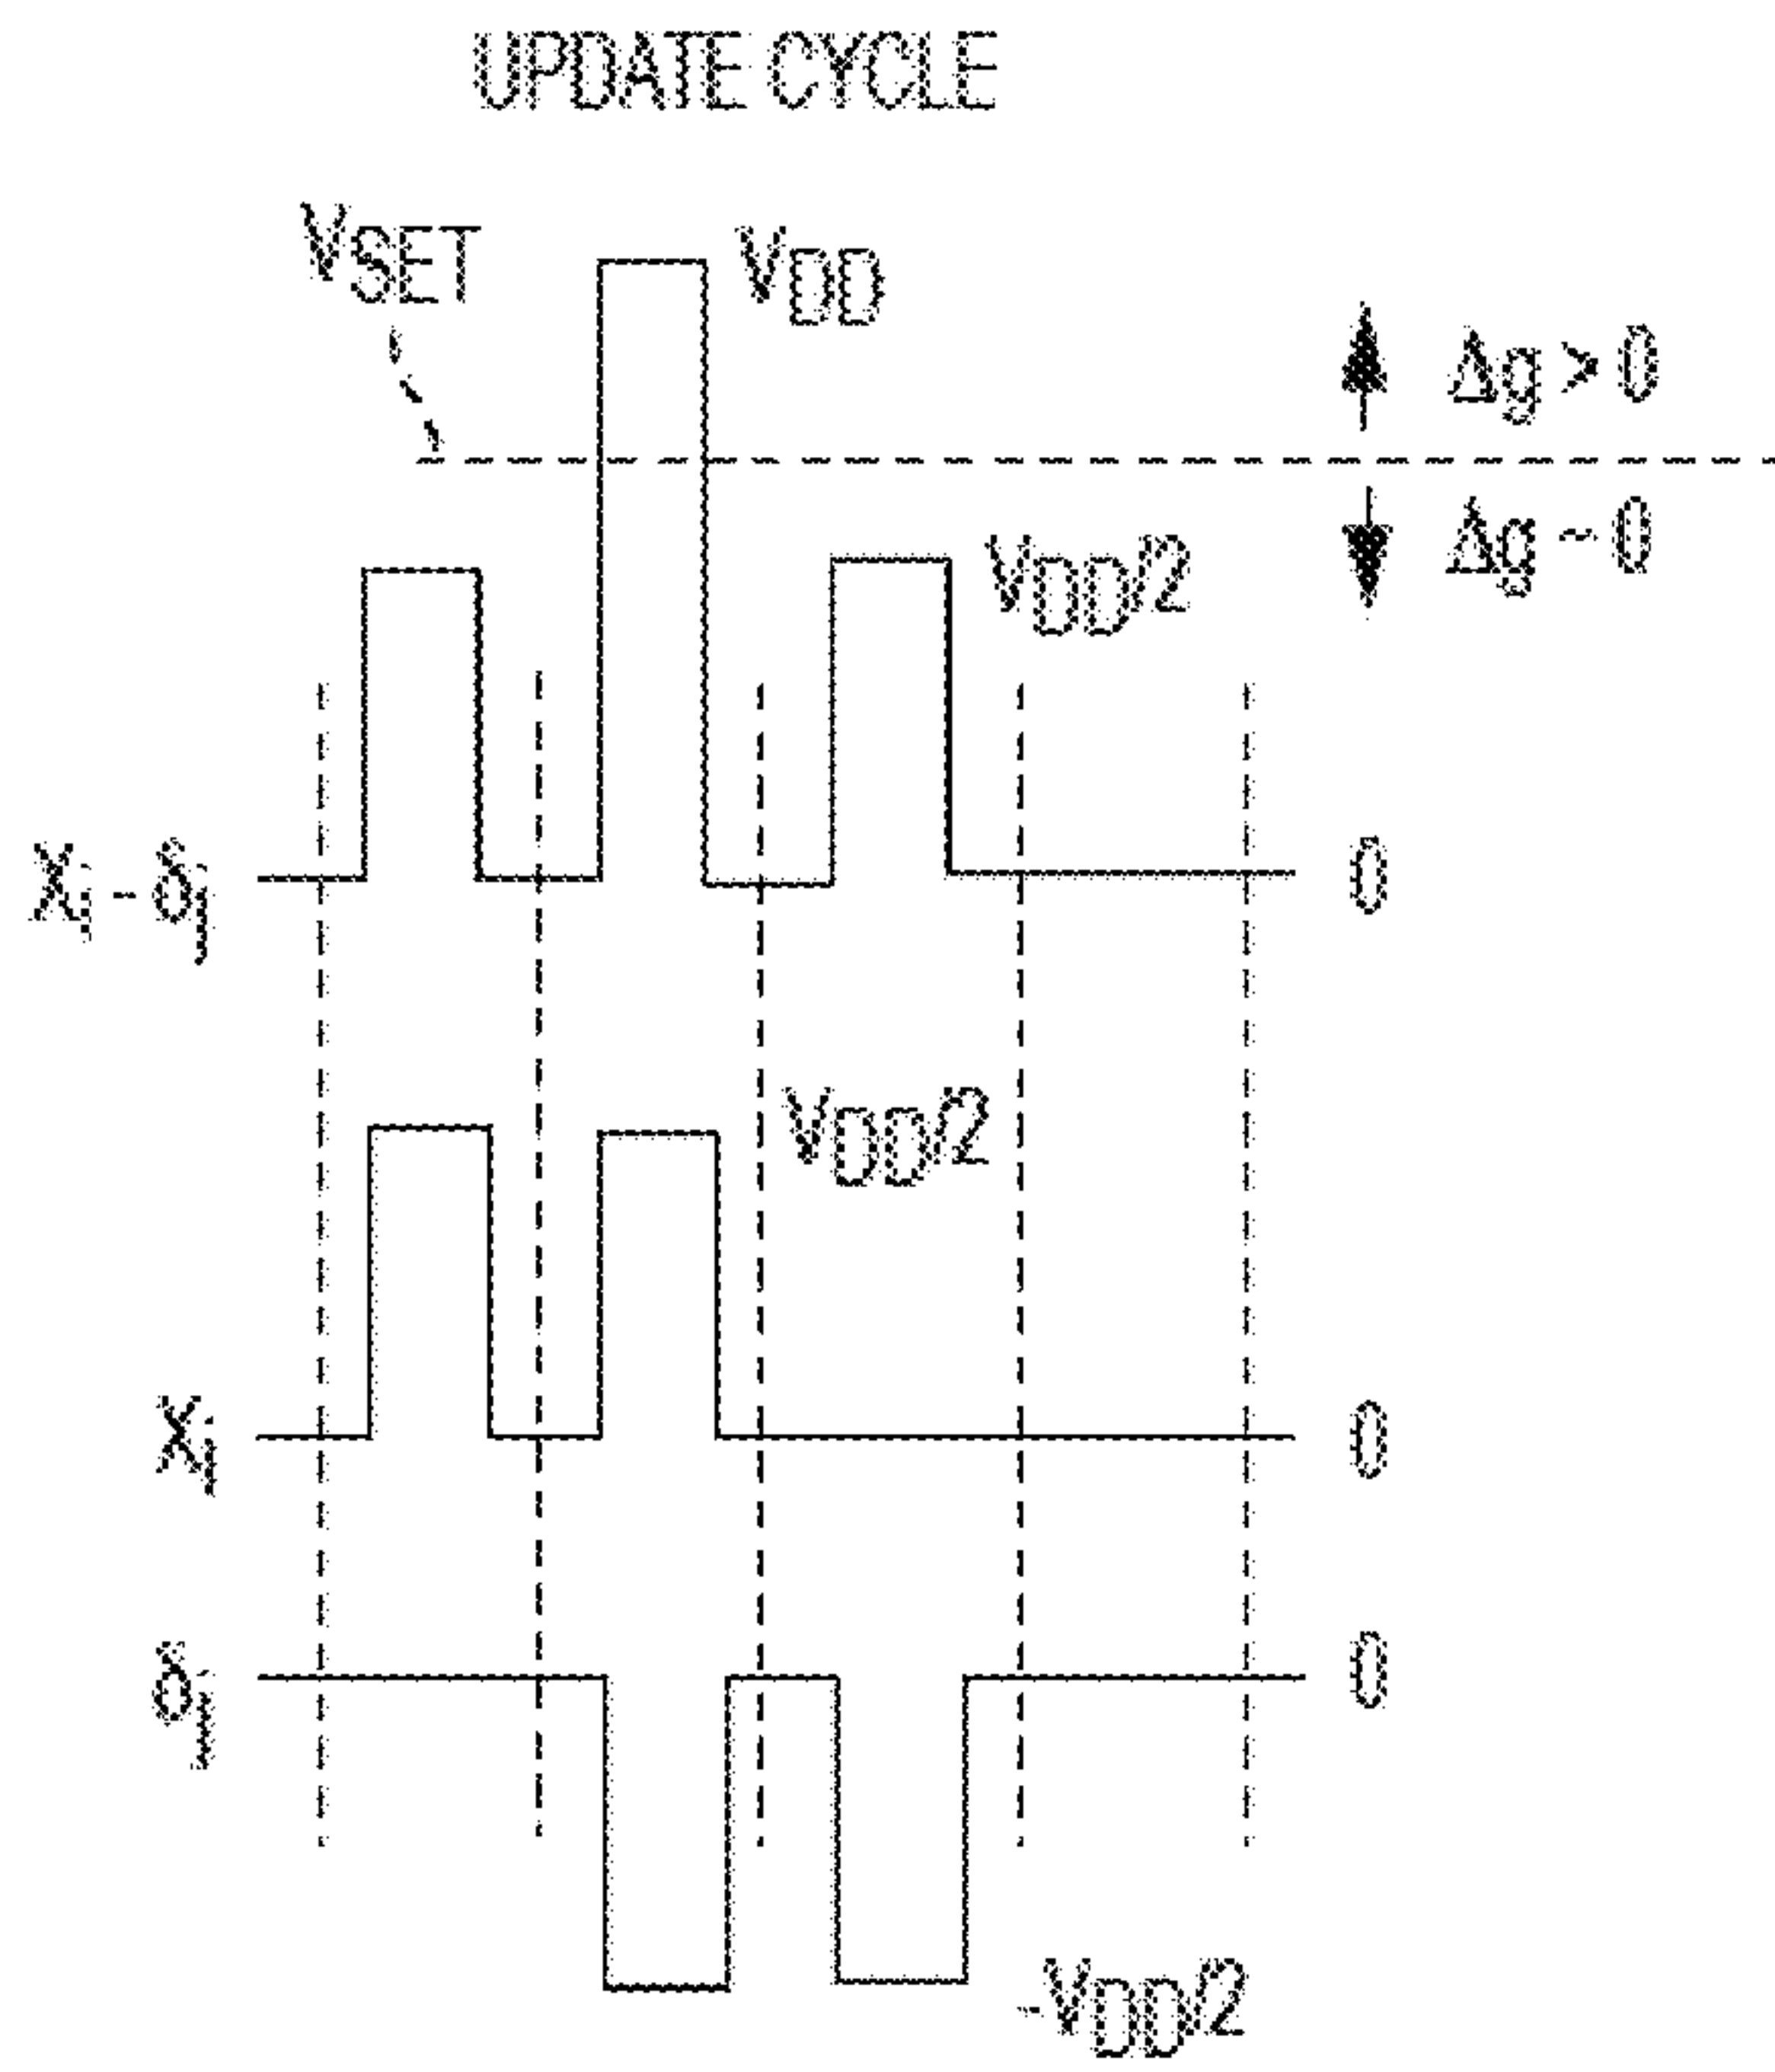 UPDATE CYCLE
VSET
VDD
Δg > 0
Δg ~ 0
VDD/2
Xi - δj
0
VDD/2
Xi
0
δj
0
-VDD/2